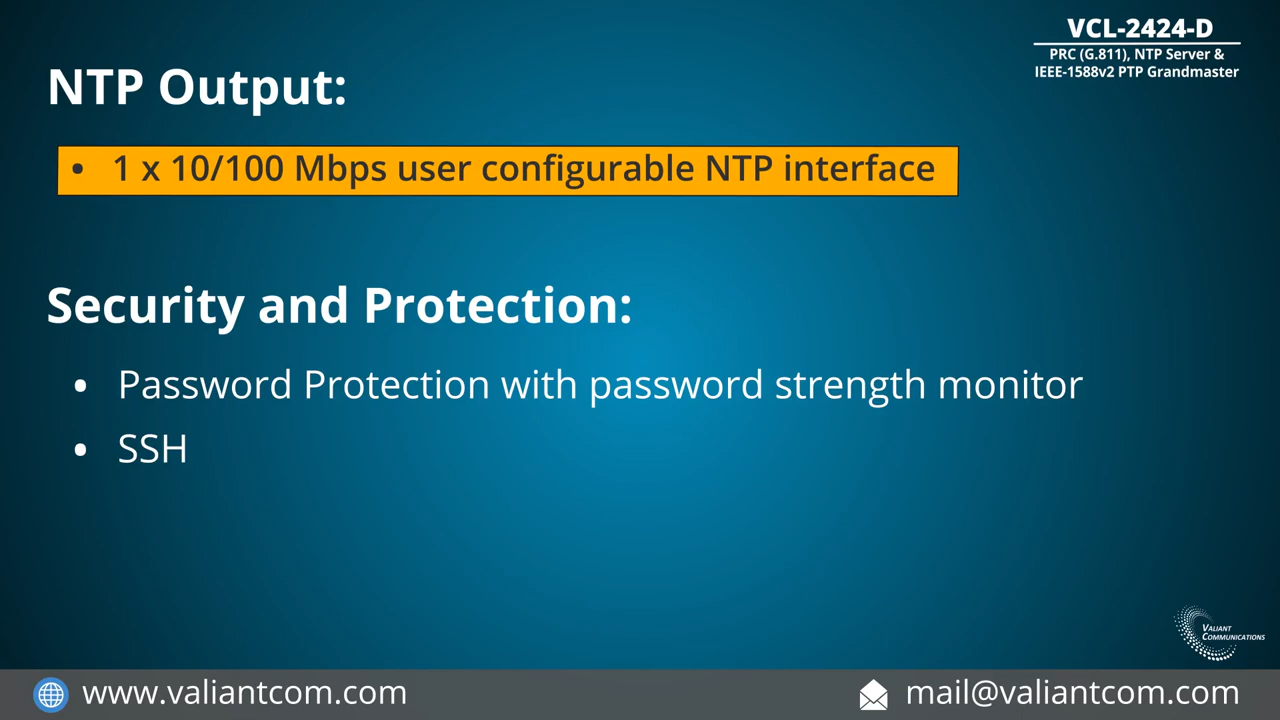 VCL-2424-D
PRC (G.811), NTP Server &
IEEE-1588v2 PTP Grandmaster
NTP Output:
• 1 x 10/100 Mbps user configurable NTP interface
Security and Protection:
• Password Protection with password strength monitor
• SSH
VALIANT
COMMUNICATIONS
www.valiantcom.com
mail@valiantcom.com